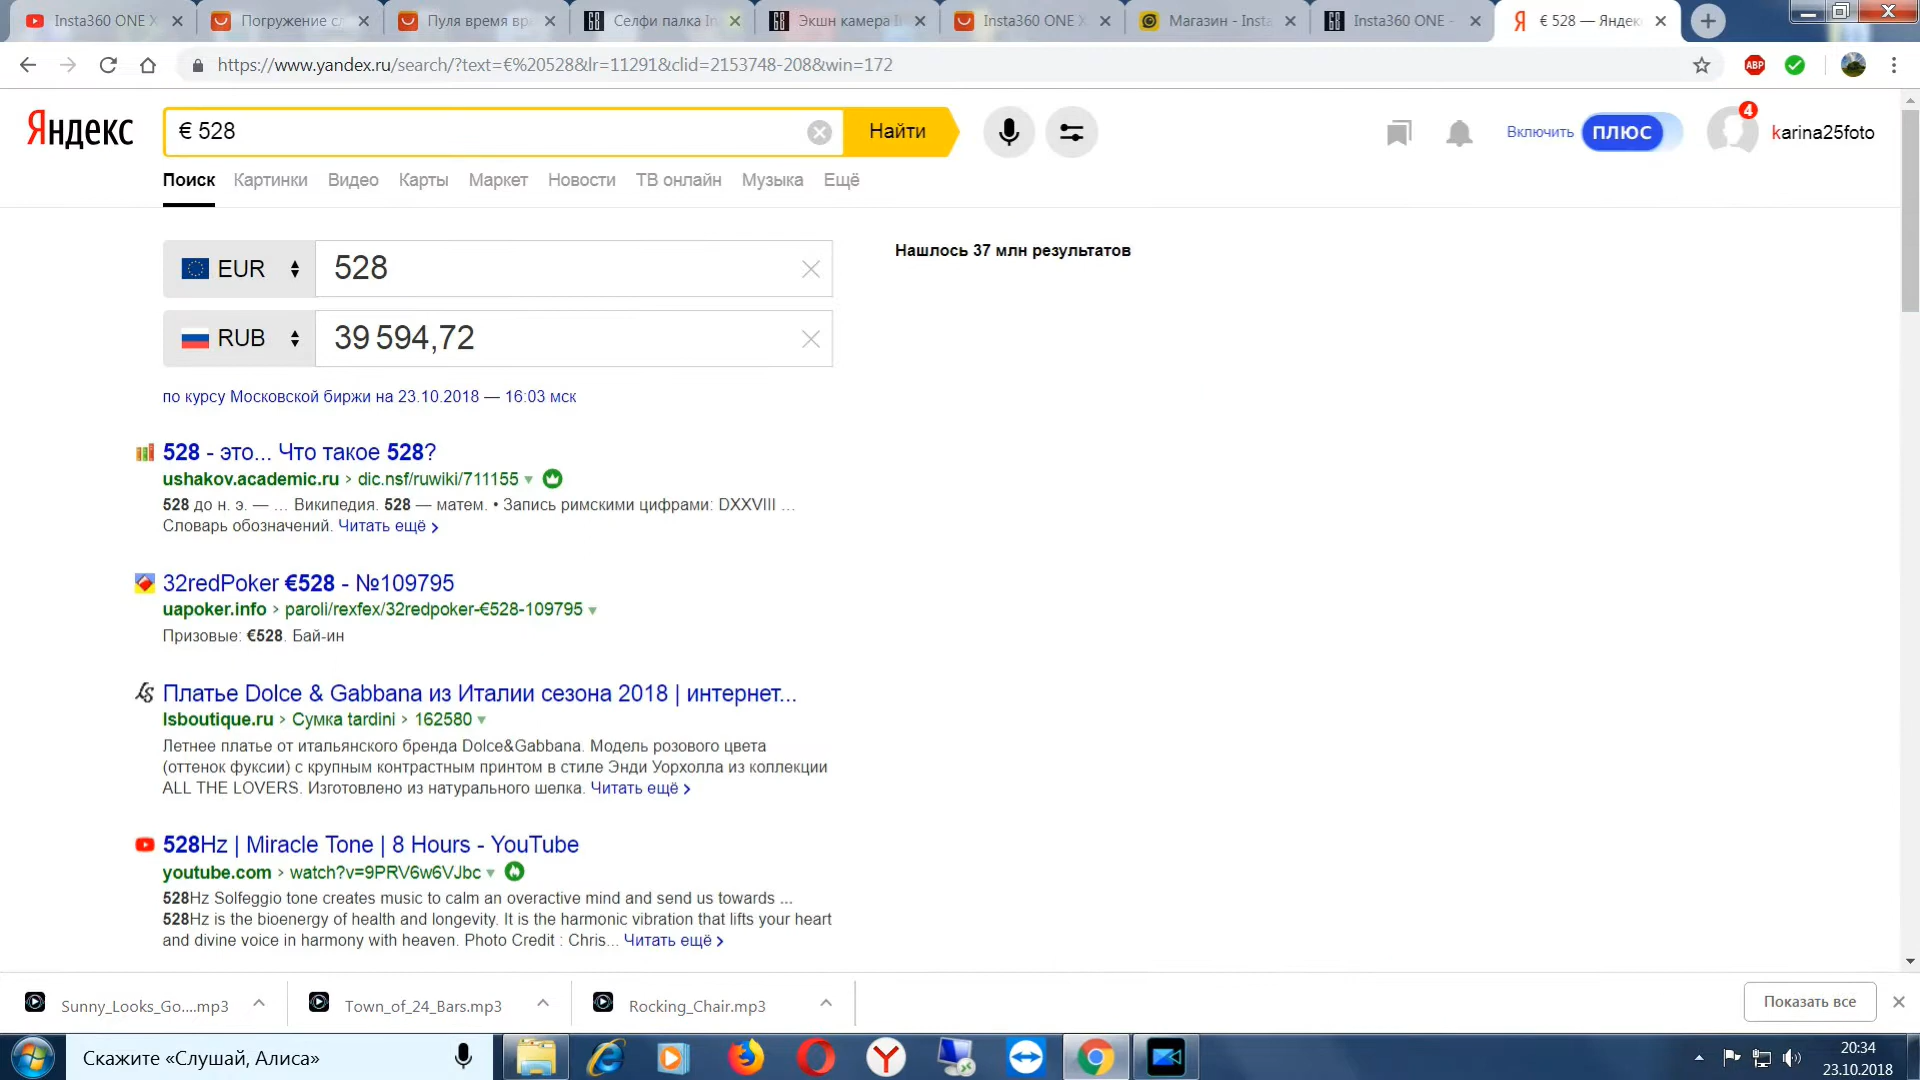 Insta360 ONE X
Погружение сл
Пуля время вр
Селфи палка In
Экшн камера I
Insta360 ONE X
Магазин - Insta
Insta360 ONE -
€ 528 — Яндек
https://www.yandex.ru/search/?text=€%20528&lr=11291&clid=2153748-208&win=172
ABP
Яндекс
€ 528
Найти
Включить ПЛЮС
4
karina25foto
Поиск Картинки Видео Карты Маркет Новости ТВ онлайн Музыка Ещё
EUR 528
Нашлось 37 млн результатов
RUB 39 594,72
по курсу Московской биржи на 23.10.2018 — 16:03 мск
528 - это... Что такое 528?
ushakov.academic.ru › dic.nsf/ruwiki/711155
528 до н. э. — … Википедия. 528 — матем. • Запись римскими цифрами: DXXVIII …
Словарь обозначений. Читать ещё ›
32redPoker €528 - №109795
uapoker.info › paroli/rexfex/32redpoker-€528-109795
Призовые: €528. Бай-ин
Платье Dolce & Gabbana из Италии сезона 2018 | интернет...
lsboutique.ru › Сумка tardini › 162580
Летнее платье от итальянского бренда Dolce&Gabbana. Модель розового цвета
(оттенок фуксии) с крупным контрастным принтом в стиле Энди Уорхолла из коллекции
ALL THE LOVERS. Изготовлено из натурального шелка. Читать ещё ›
528Hz | Miracle Tone | 8 Hours - YouTube
youtube.com › watch?v=9PRV6w6VJbc
528Hz Solfeggio tone creates music to calm an overactive mind and send us towards ...
528Hz is the bioenergy of health and longevity. It is the harmonic vibration that lifts your heart
and divine voice in harmony with heaven. Photo Credit : Chris... Читать ещё ›
Sunny_Looks_Go....mp3
Town_of_24_Bars.mp3
Rocking_Chair.mp3
Показать все
Скажите «Слушай, Алиса»
20:34
23.10.2018